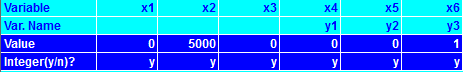 Variable x1 x2 x3 x4 x5 x6
Var. Name y1 y2 y3
Value 0 5000 0 0 0 1
Integer(y/n)? y y y y y y